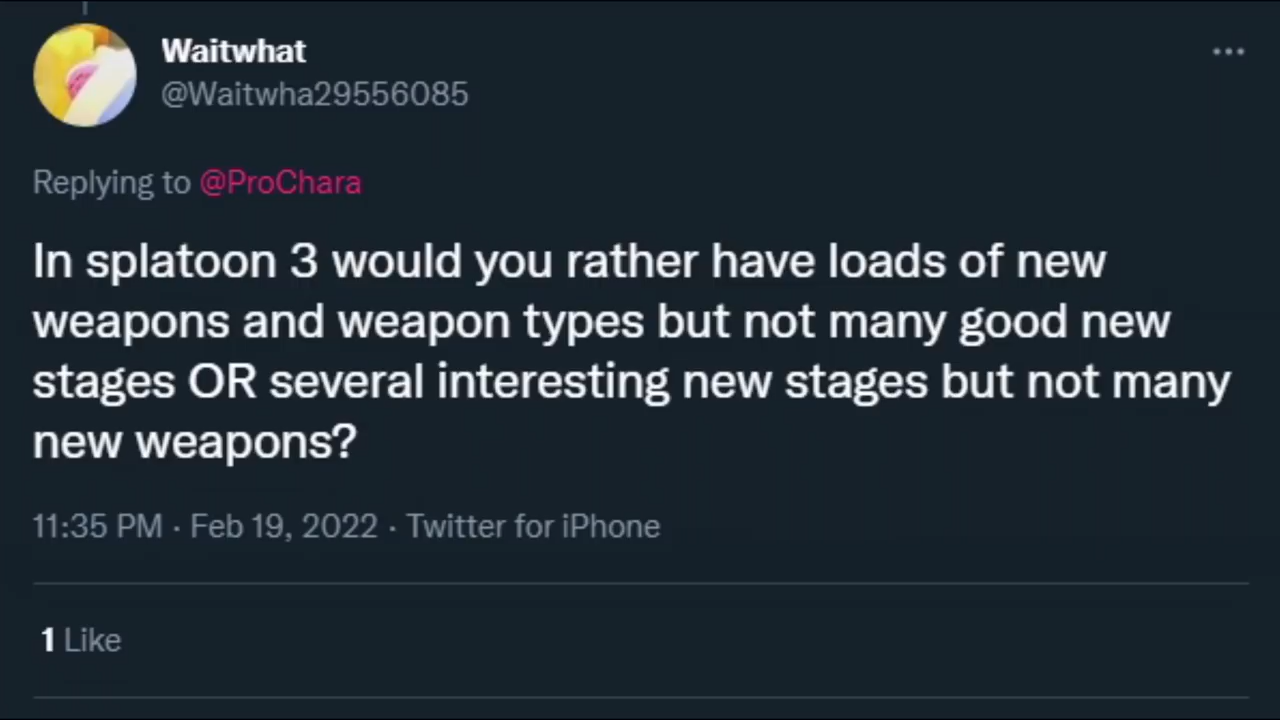 Waitwhat
@Waitwha29556085
Replying to @ProChara
In splatoon 3 would you rather have loads of new
weapons and weapon types but not many good new
stages OR several interesting new stages but not many
new weapons?
11:35 PM · Feb 19, 2022 · Twitter for iPhone
1 Like